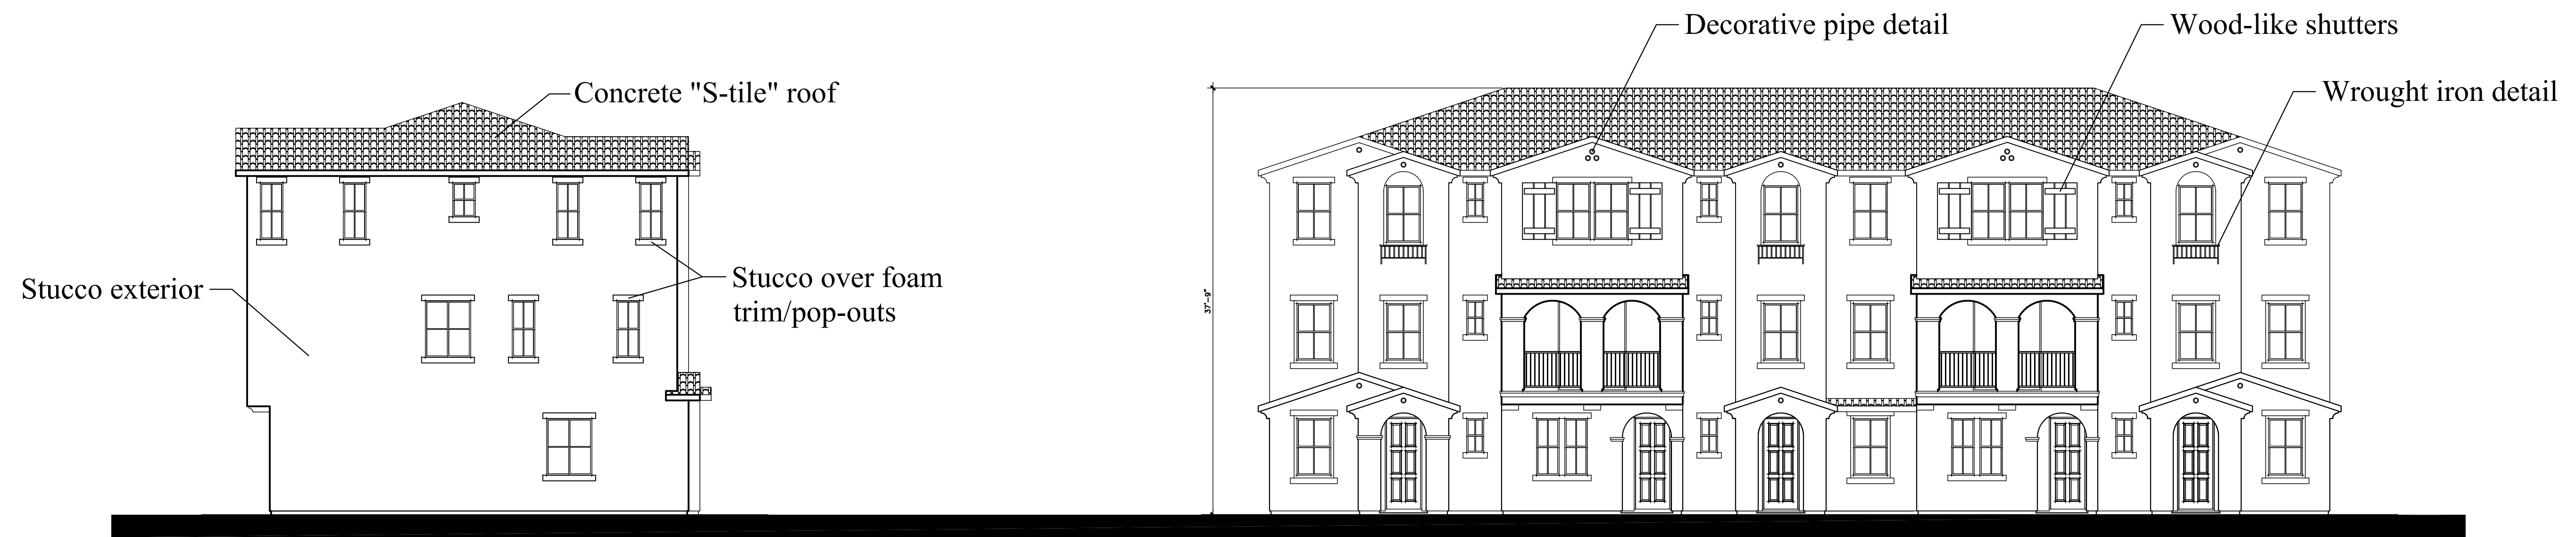 Decorative pipe detail
Wood-like shutters
Concrete "S-tile" roof
Wrought iron detail
Stucco exterior
Stucco over foam
trim/pop-outs
37'-9"